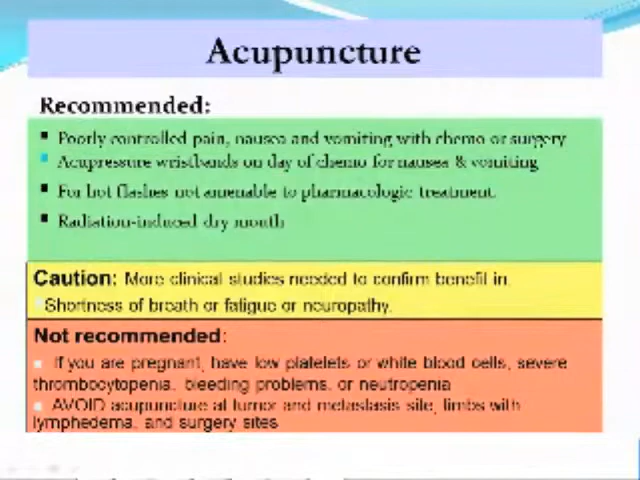 Acupuncture
Recommended:
Poorly controlled pain, nausea and vomiting with chemo or surgery
Acupressure wristbands on day of chemo for nausea & vomiting
For hot flashes not amenable to pharmacologic treatment.
Radiation-induced dry mouth
Caution: More clinical studies needed to confirm benefit in.
Shortness of breath or fatigue or neuropathy.
Not recommended:
If you are pregnant, have low platelets or white blood cells, severe
thrombocytopenia, bleeding problems, or neutropenia
AVOID acupuncture at tumor and metastasis site, limbs with
lymphedema, and surgery sites